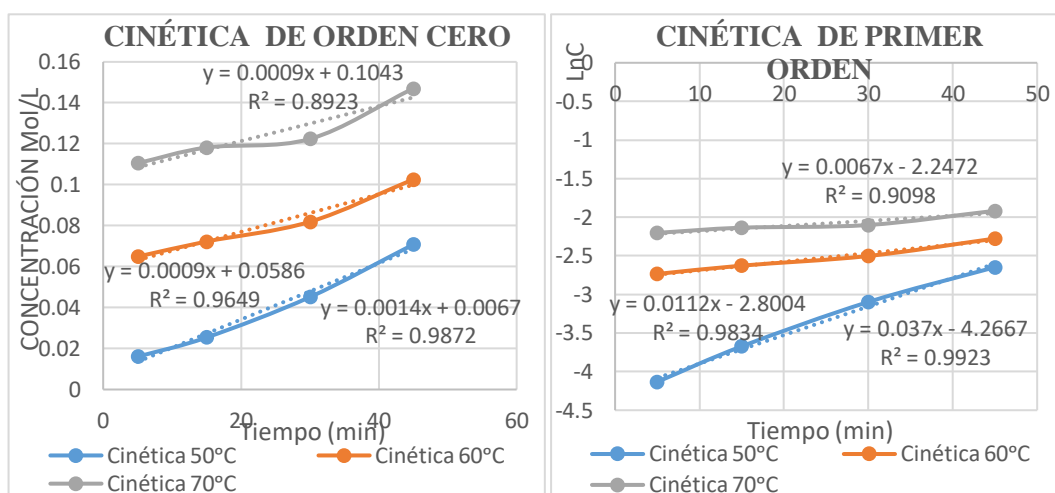 CINÉTICA DE ORDEN CERO
CONCENTRACIÓN Mol/L
0.16
0.14
0.12
0.1
0.08
0.06
0.04
0.02
0
y = 0.0009x + 0.1043
R² = 0.8923
y = 0.0009x + 0.0586
R² = 0.9649
y = 0.0014x + 0.0067
R² = 0.9872
0 20 40 60
Tiempo (min)
Cinética 50°C Cinética 60°C
Cinética 70°C
CINÉTICA DE PRIMER
ORDEN
LnC
0
-0.5
-1
-1.5
-2
-2.5
-3
-3.5
-4
-4.5
0 10 20 30 40 50
y = 0.0067x - 2.2472
R² = 0.9098
y = 0.0112x - 2.8004
R² = 0.9834
y = 0.037x - 4.2667
R² = 0.9923
Tiempo (min)
Cinética 50°C Cinética 60°C
Cinética 70°C